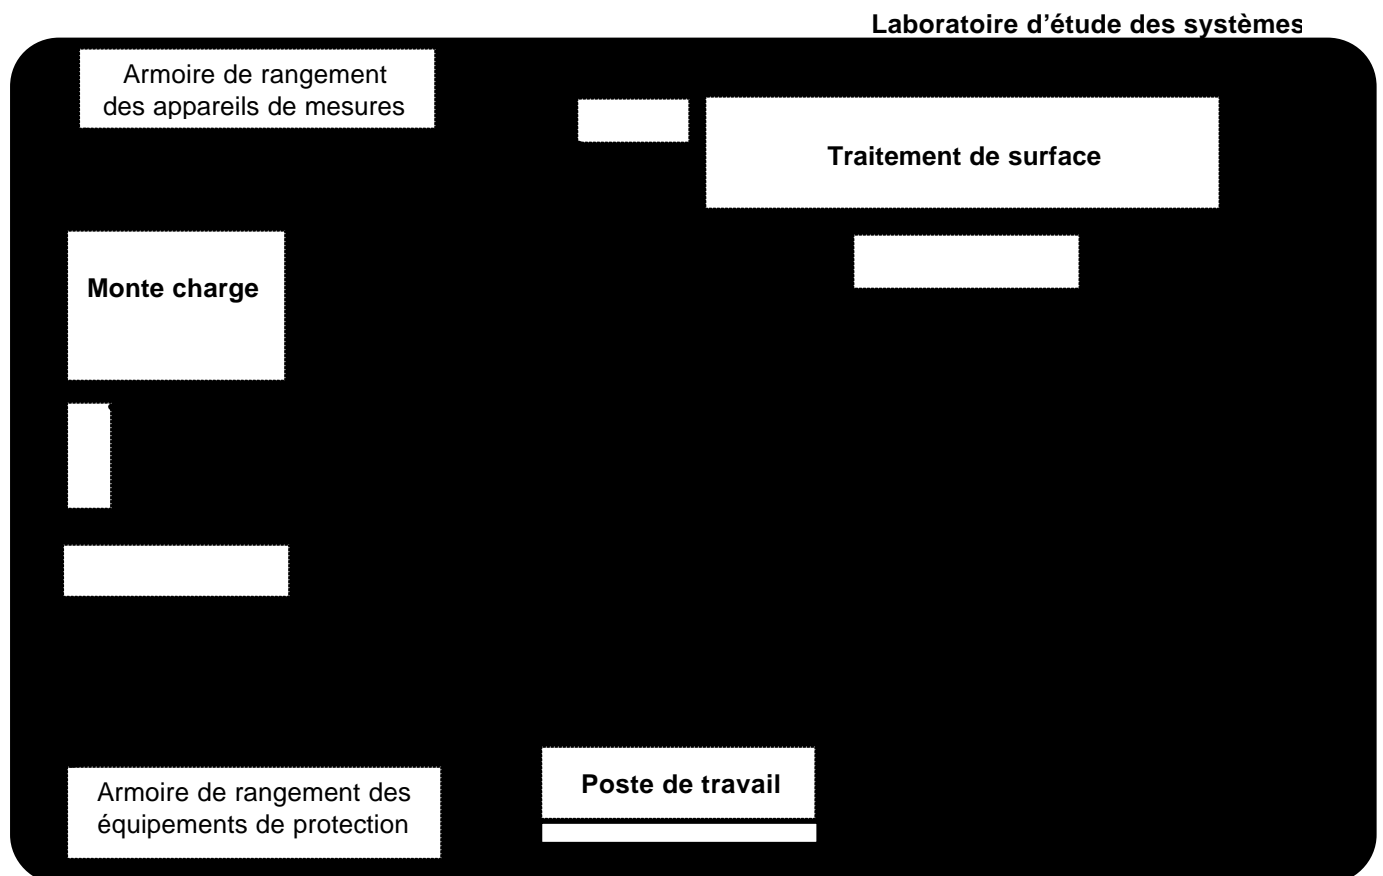 Laboratoire d'étude des systèmes
Armoire de rangement
des appareils de mesures
Traitement de surface
Monte charge
Poste de travail
Armoire de rangement des
équipements de protection